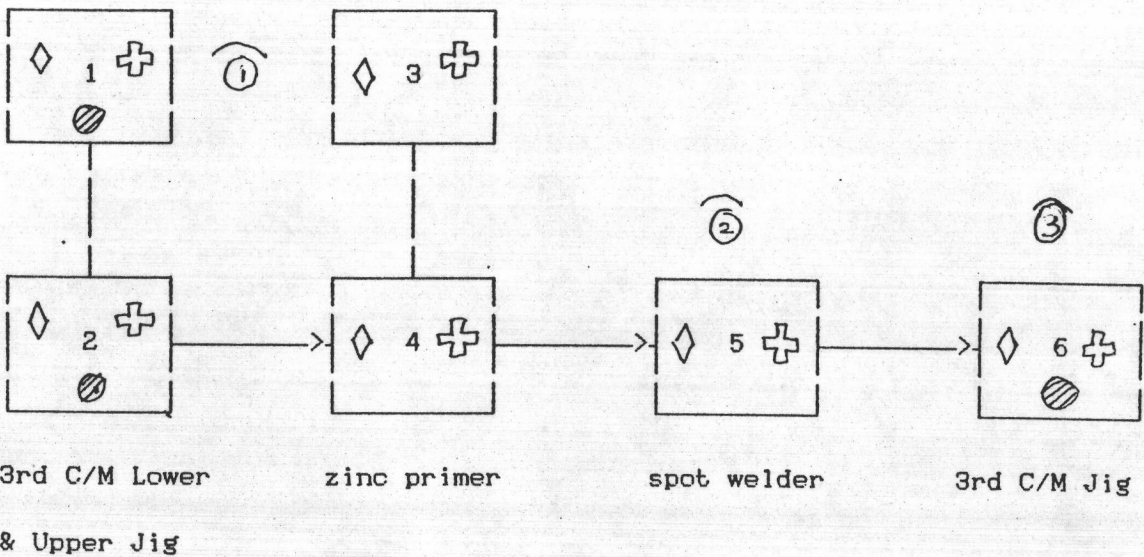 1 ① 3
② ③
2 4 5 6
3rd C/M Lower zinc primer spot welder 3rd C/M Jig
& Upper Jig